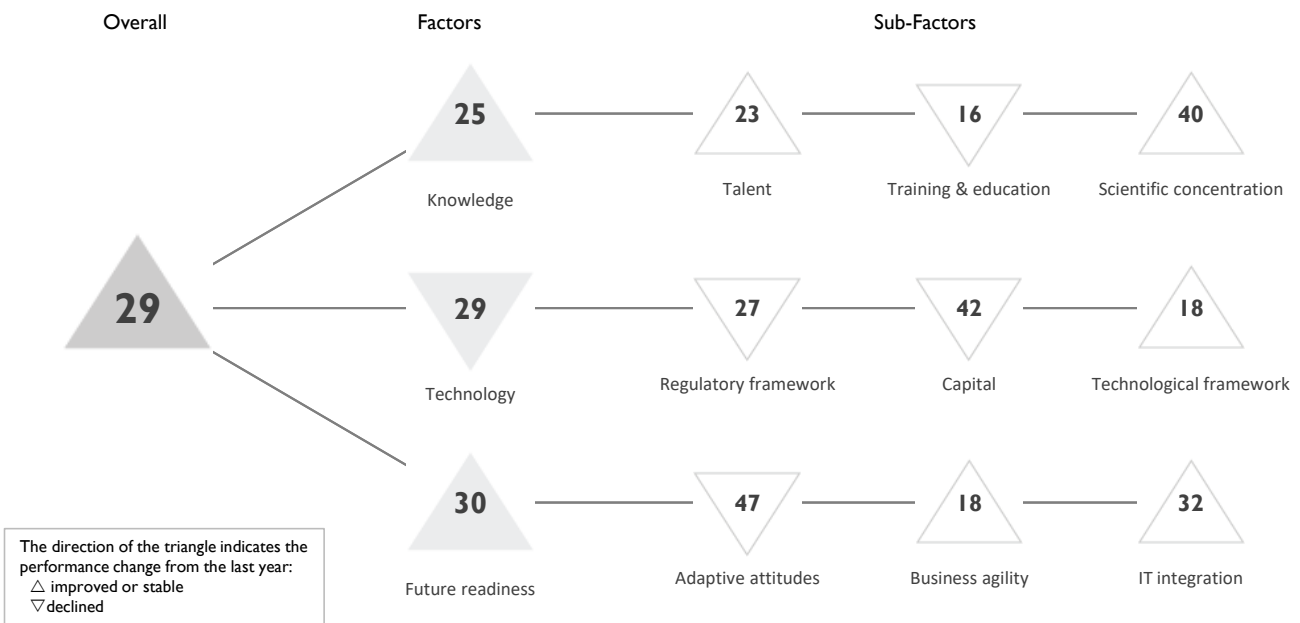 Overall Factors Sub-Factors
25 23 16 40
Knowledge Talent Training & education Scientific concentration
29 29 27 42 18
Technology Regulatory framework Capital Technological framework
30 47 18 32
Future readiness Adaptive attitudes Business agility IT integration
The direction of the triangle indicates the
performance change from the last year:
△ improved or stable
▽ declined